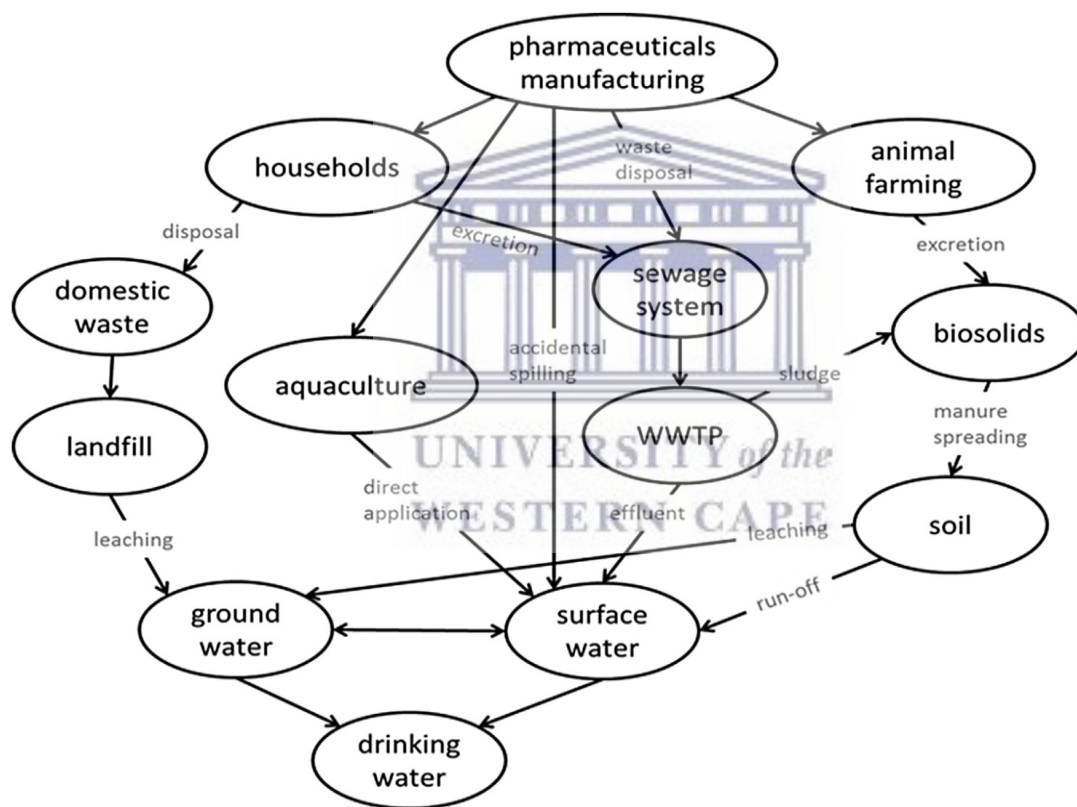 pharmaceuticals
manufacturing
households
waste
disposal
animal
farming
disposal
excretion
excretion
domestic
waste
sewage
system
biosolids
accidental
spilling
aquaculture
sludge
landfill
WWTP
manure
spreading
UNIVERSITY of the
WESTERN CAPE
direct
application
effluent
leaching
leaching
soil
run-off
ground
water
surface
water
drinking
water